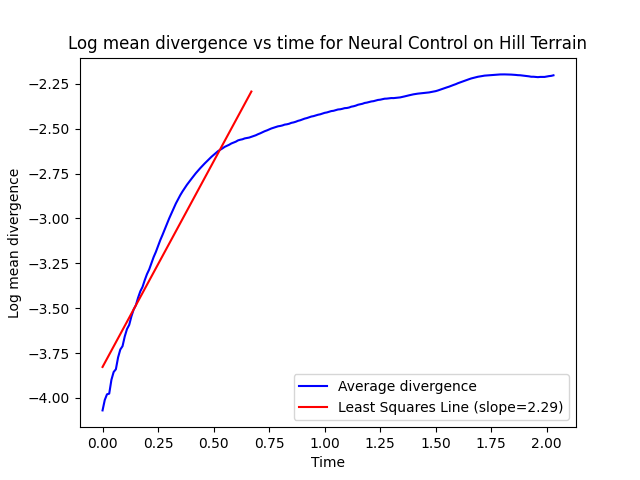 Log mean divergence vs time for Neural Control on Hill Terrain
Log mean divergence
−2.25
−2.50
−2.75
−3.00
−3.25
−3.50
−3.75
−4.00
Average divergence
Least Squares Line (slope=2.29)
0.00 0.25 0.50 0.75 1.00 1.25 1.50 1.75 2.00
Time